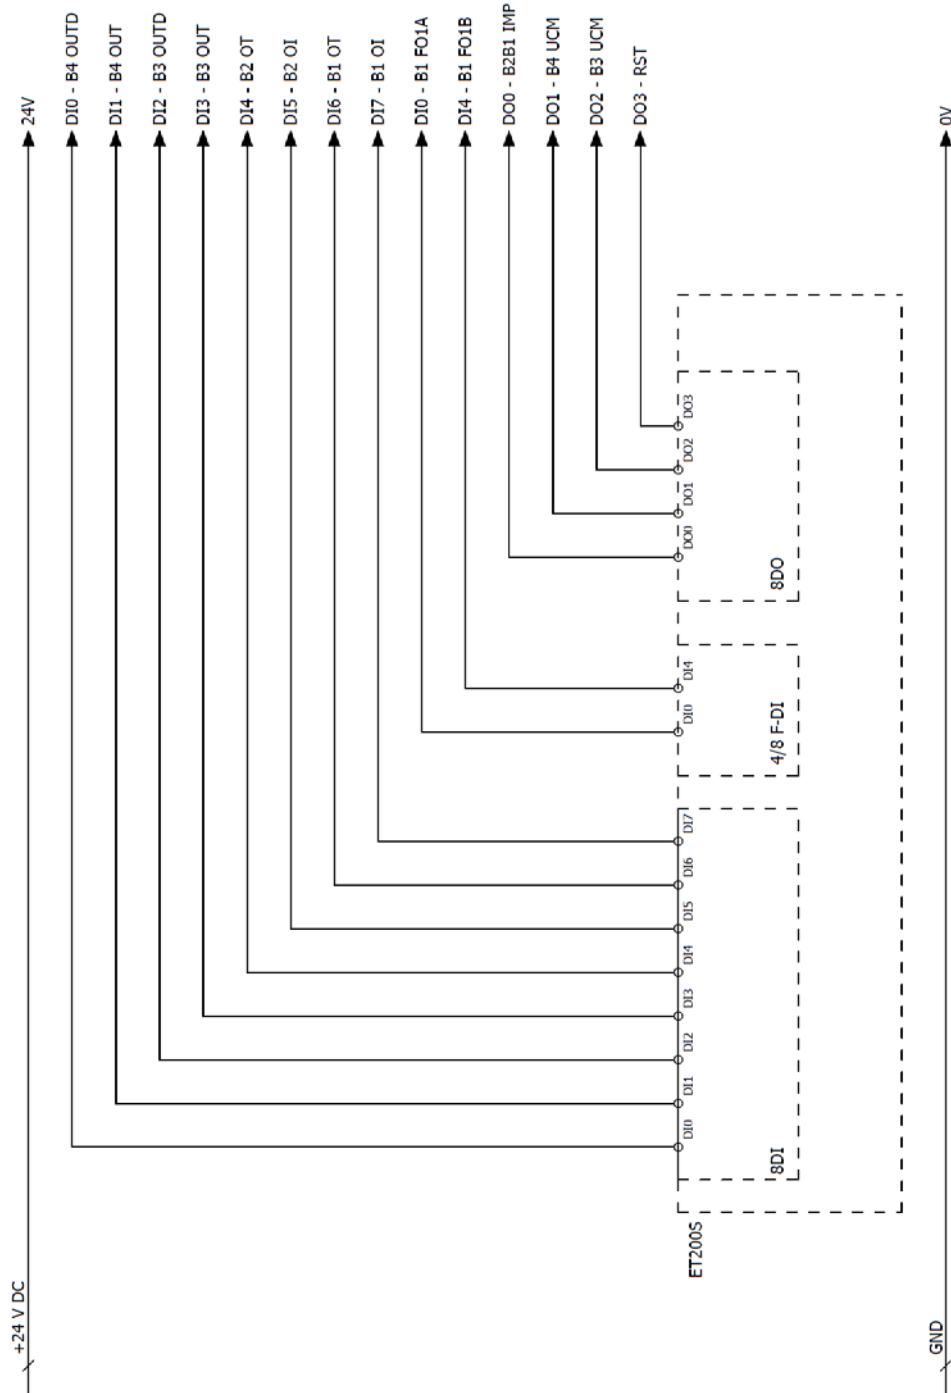 +24 V DC
24V
DI0 - B4 OUTD
DI1 - B4 OUT
DI2 - B3 OUTD
DI3 - B3 OUT
DI4 - B2 OT
DI5 - B2 OI
DI6 - B1 OT
DI7 - B1 OI
DI0 - B1 FO1A
DI4 - B1 FO1B
DO0 - B2B1 IMP
DO1 - B4 UCM
DO2 - B3 UCM
DO3 - RST
ET200S
DI0
DI1
DI2
DI3
DI4
DI5
DI6
DI7
DI0
DI4
DO0
DO1
DO2
DO3
8DI
4/8 F-DI
8DO
GND
0V